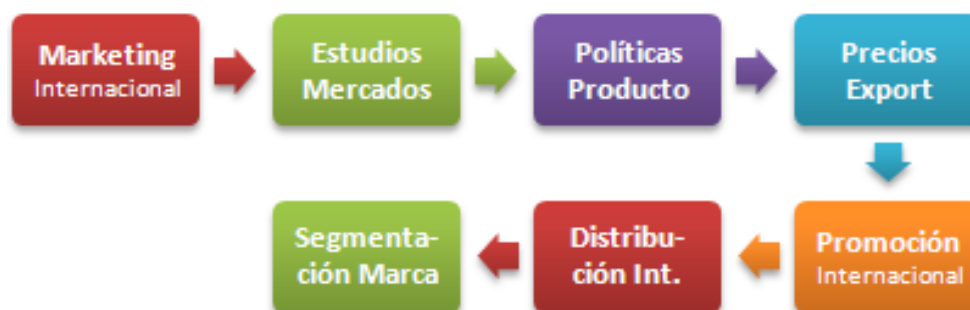 Marketing
Internacional
Estudios
Mercados
Políticas
Producto
Precios
Export
Promoción
Internacional
Distribu-
ción Int.
Segmenta-
ción Marca